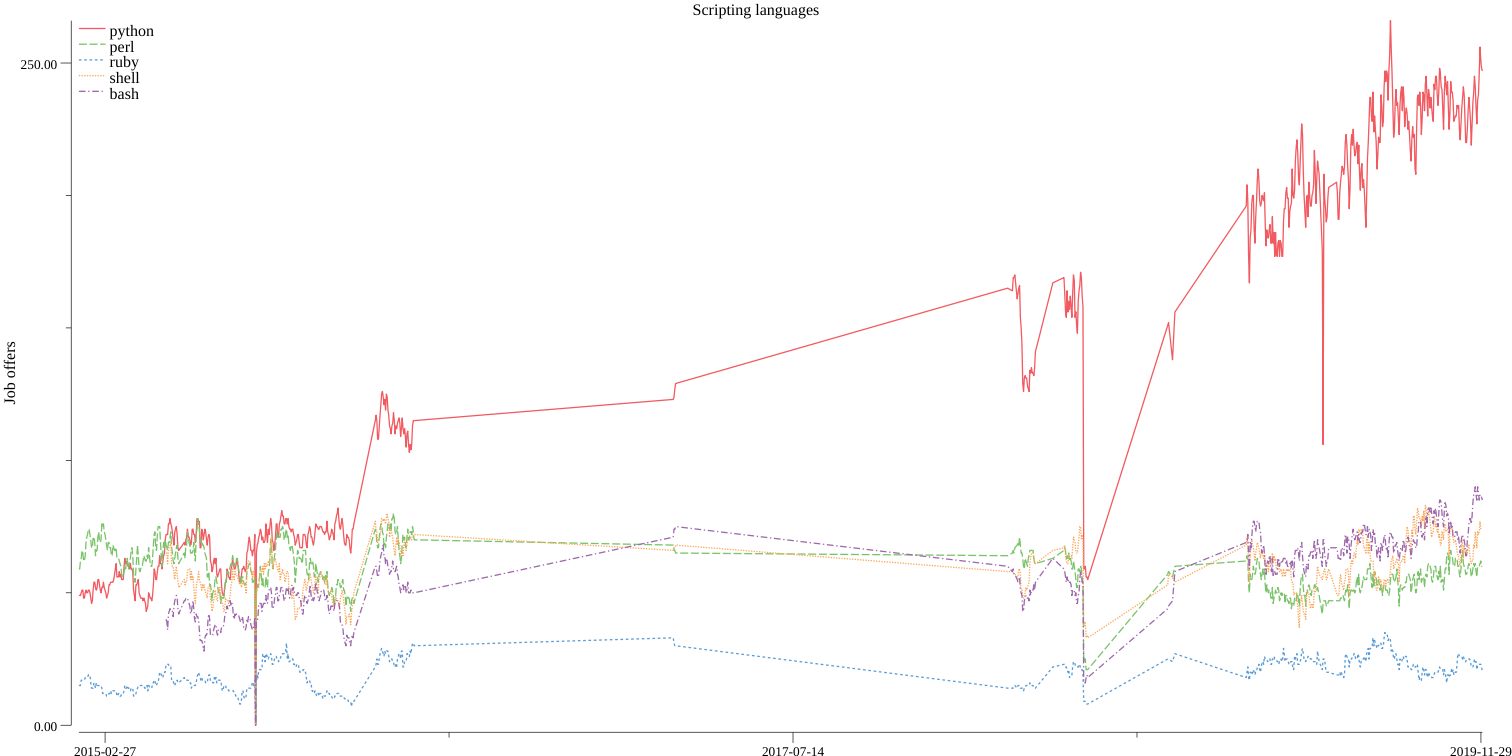 Scripting languages
python
perl
ruby
shell
bash
250.00
Job offers
0.00
2015-02-27
2017-07-14
2019-11-29